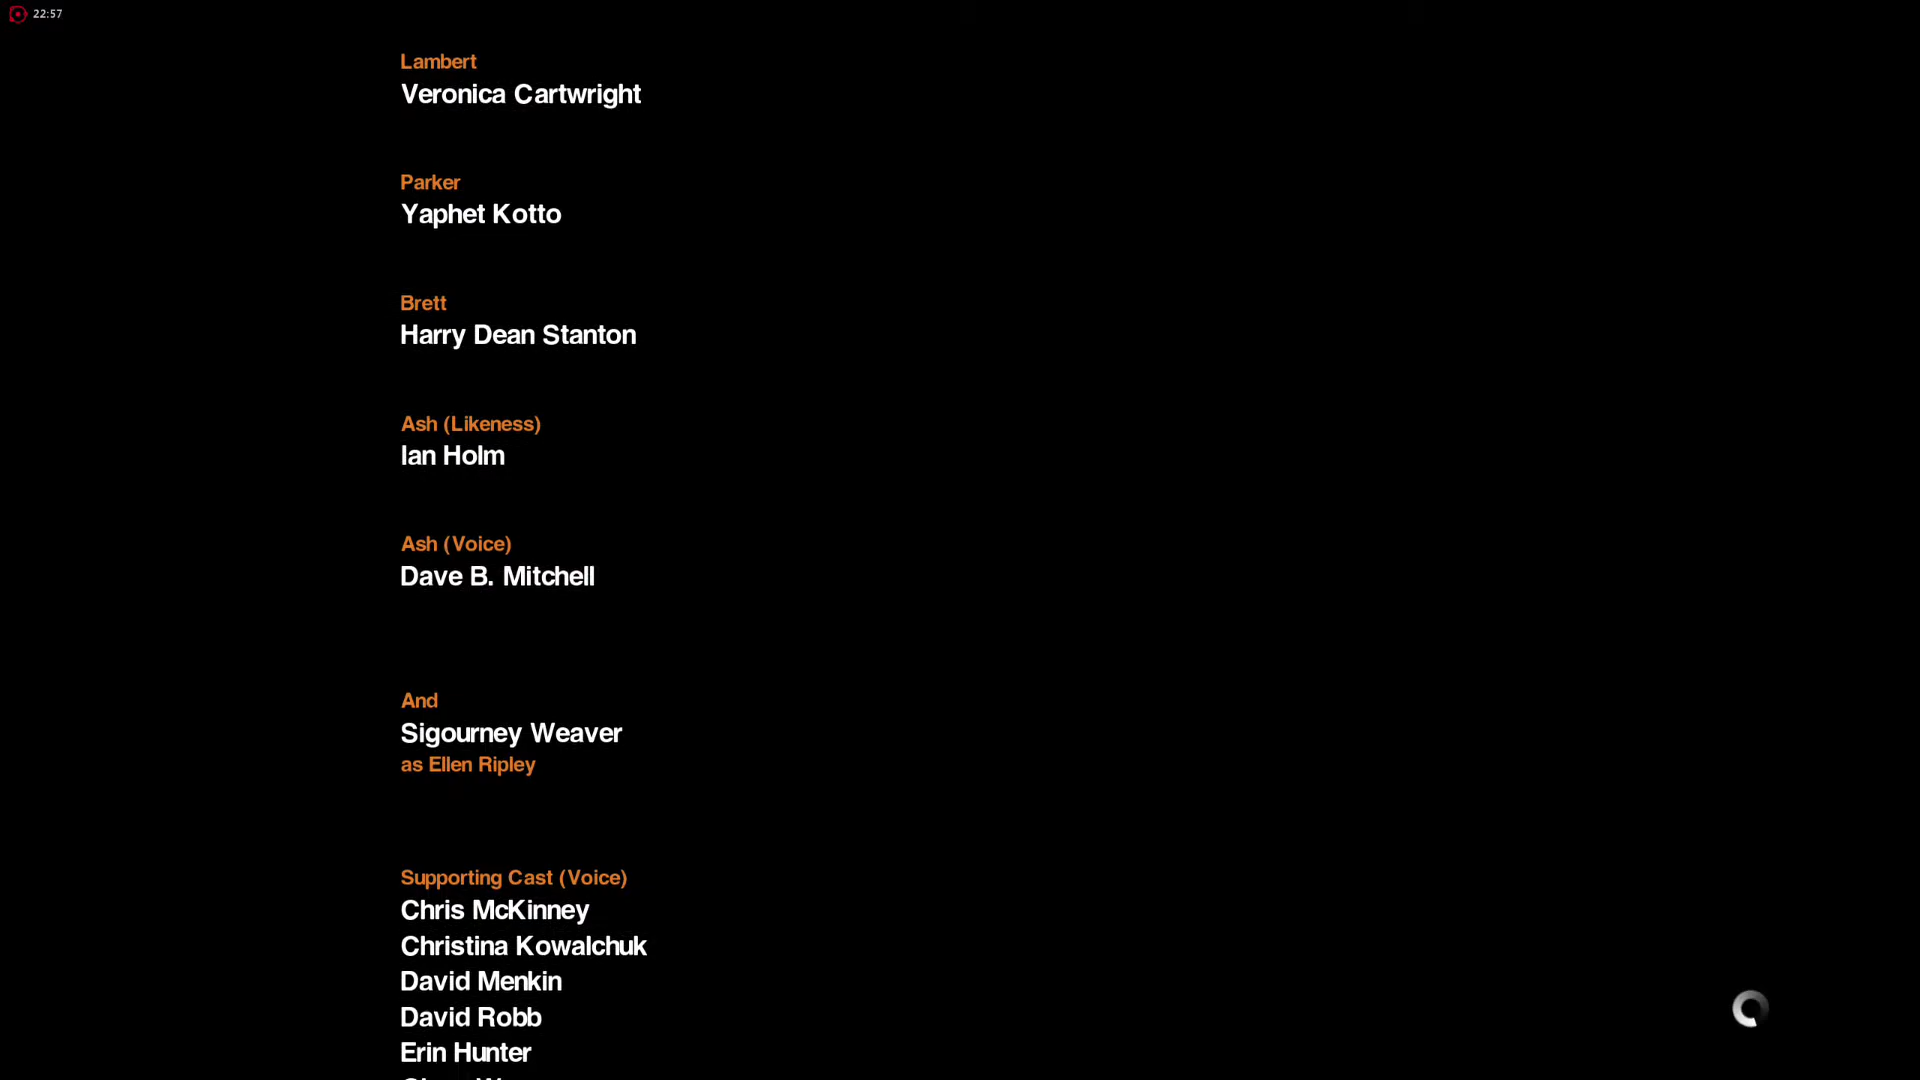 22:57
Lambert
Veronica Cartwright
Parker
Yaphet Kotto
Brett
Harry Dean Stanton
Ash (Likeness)
Ian Holm
Ash (Voice)
Dave B. Mitchell
And
Sigourney Weaver
as Ellen Ripley
Supporting Cast (Voice)
Chris McKinney
Christina Kowalchuk
David Menkin
David Robb
Erin Hunter